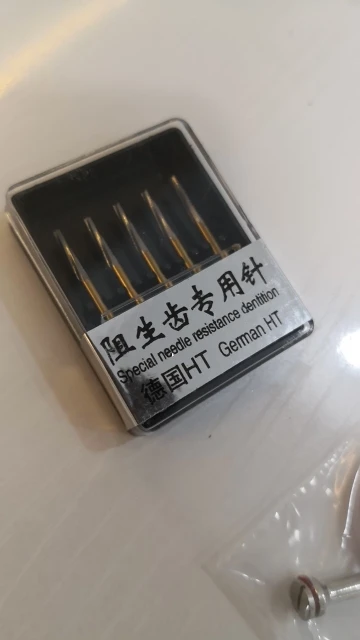 阻生齿专用针
Special needle resistance dentition
德国HT German HT